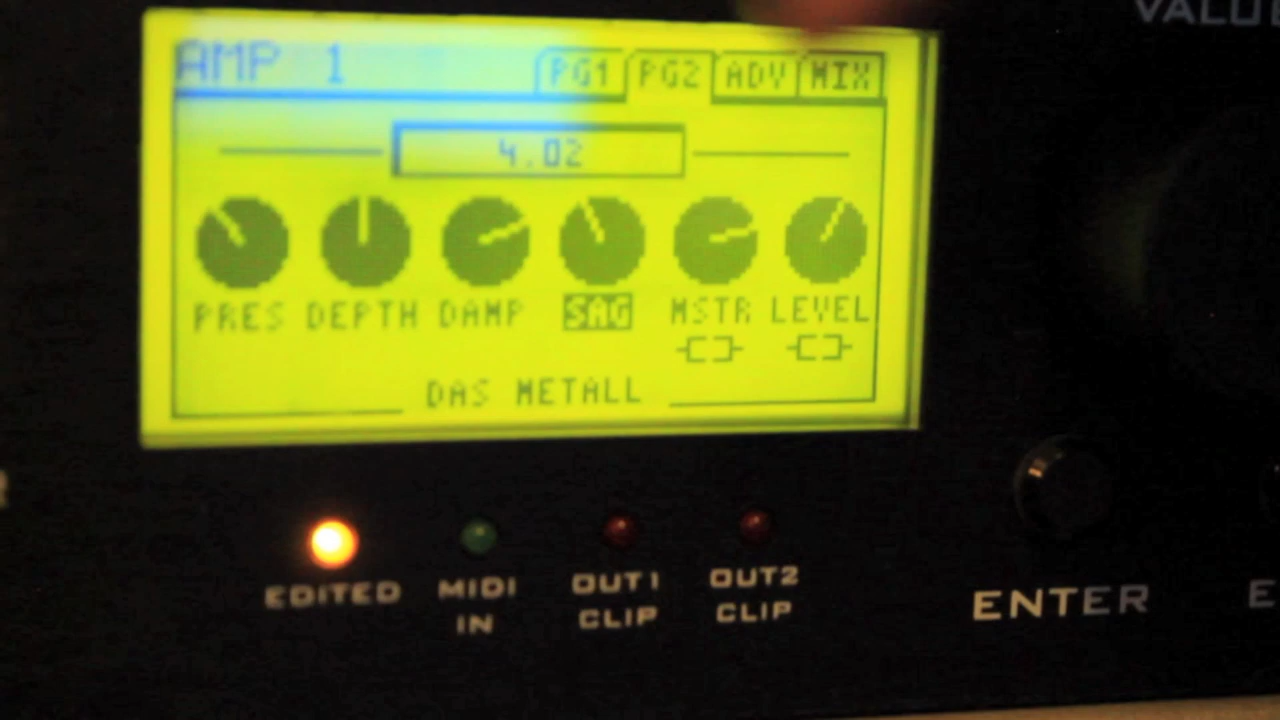 AMP 1 PG1 PG2 ADV MIX
4.02
PRES DEPTH DAMP SAG MSTR LEVEL
DAS METALL
EDITED MIDI IN OUT1 CLIP OUT2 CLIP
ENTER